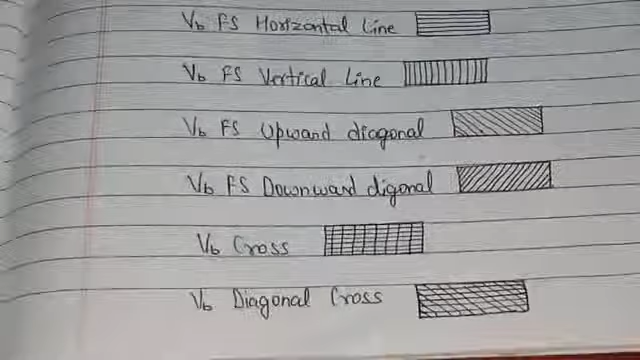 Vb FS Horizontal Line
Vb FS Vertical Line
Vb FS Upward diagonal
Vb FS Downward digonal
Vb Cross
Vb Diagonal Cross